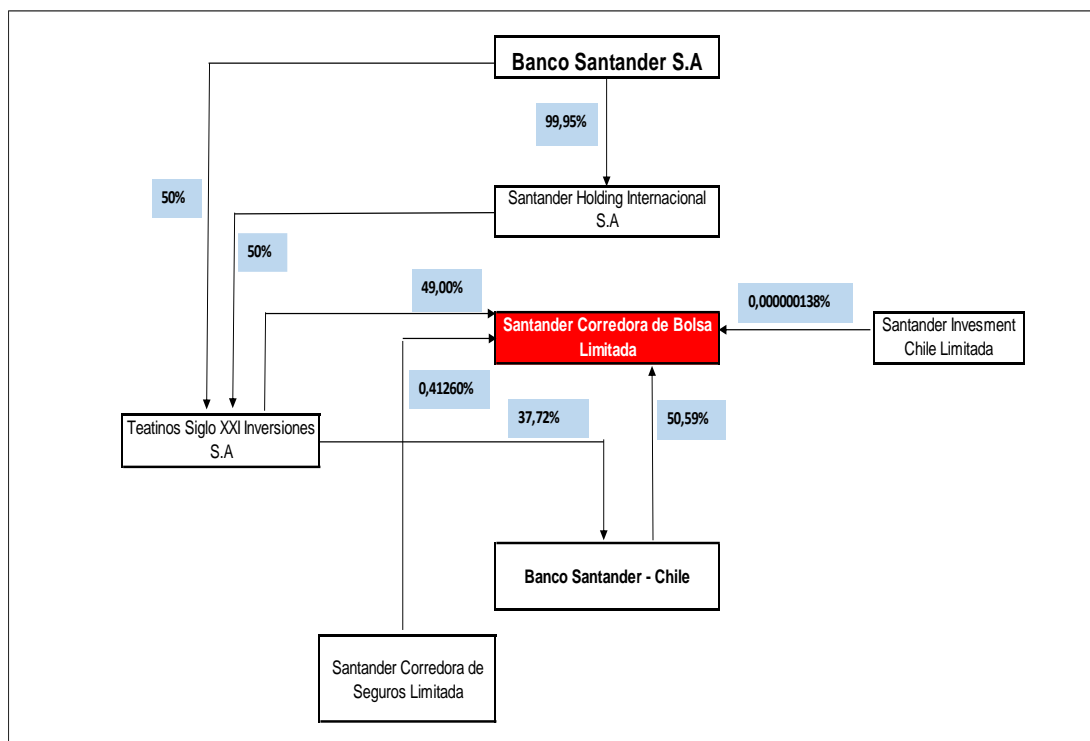 Banco Santander S.A
99,95%
50%
Santander Holding Internacional
S.A
50%
49,00%
0,000000138%
Santander Corredora de Bolsa
Limitada
Santander Invesment
Chile Limitada
0,41260%
37,72%
50,59%
Teatinos Siglo XXI Inversiones
S.A
Banco Santander - Chile
Santander Corredora de
Seguros Limitada